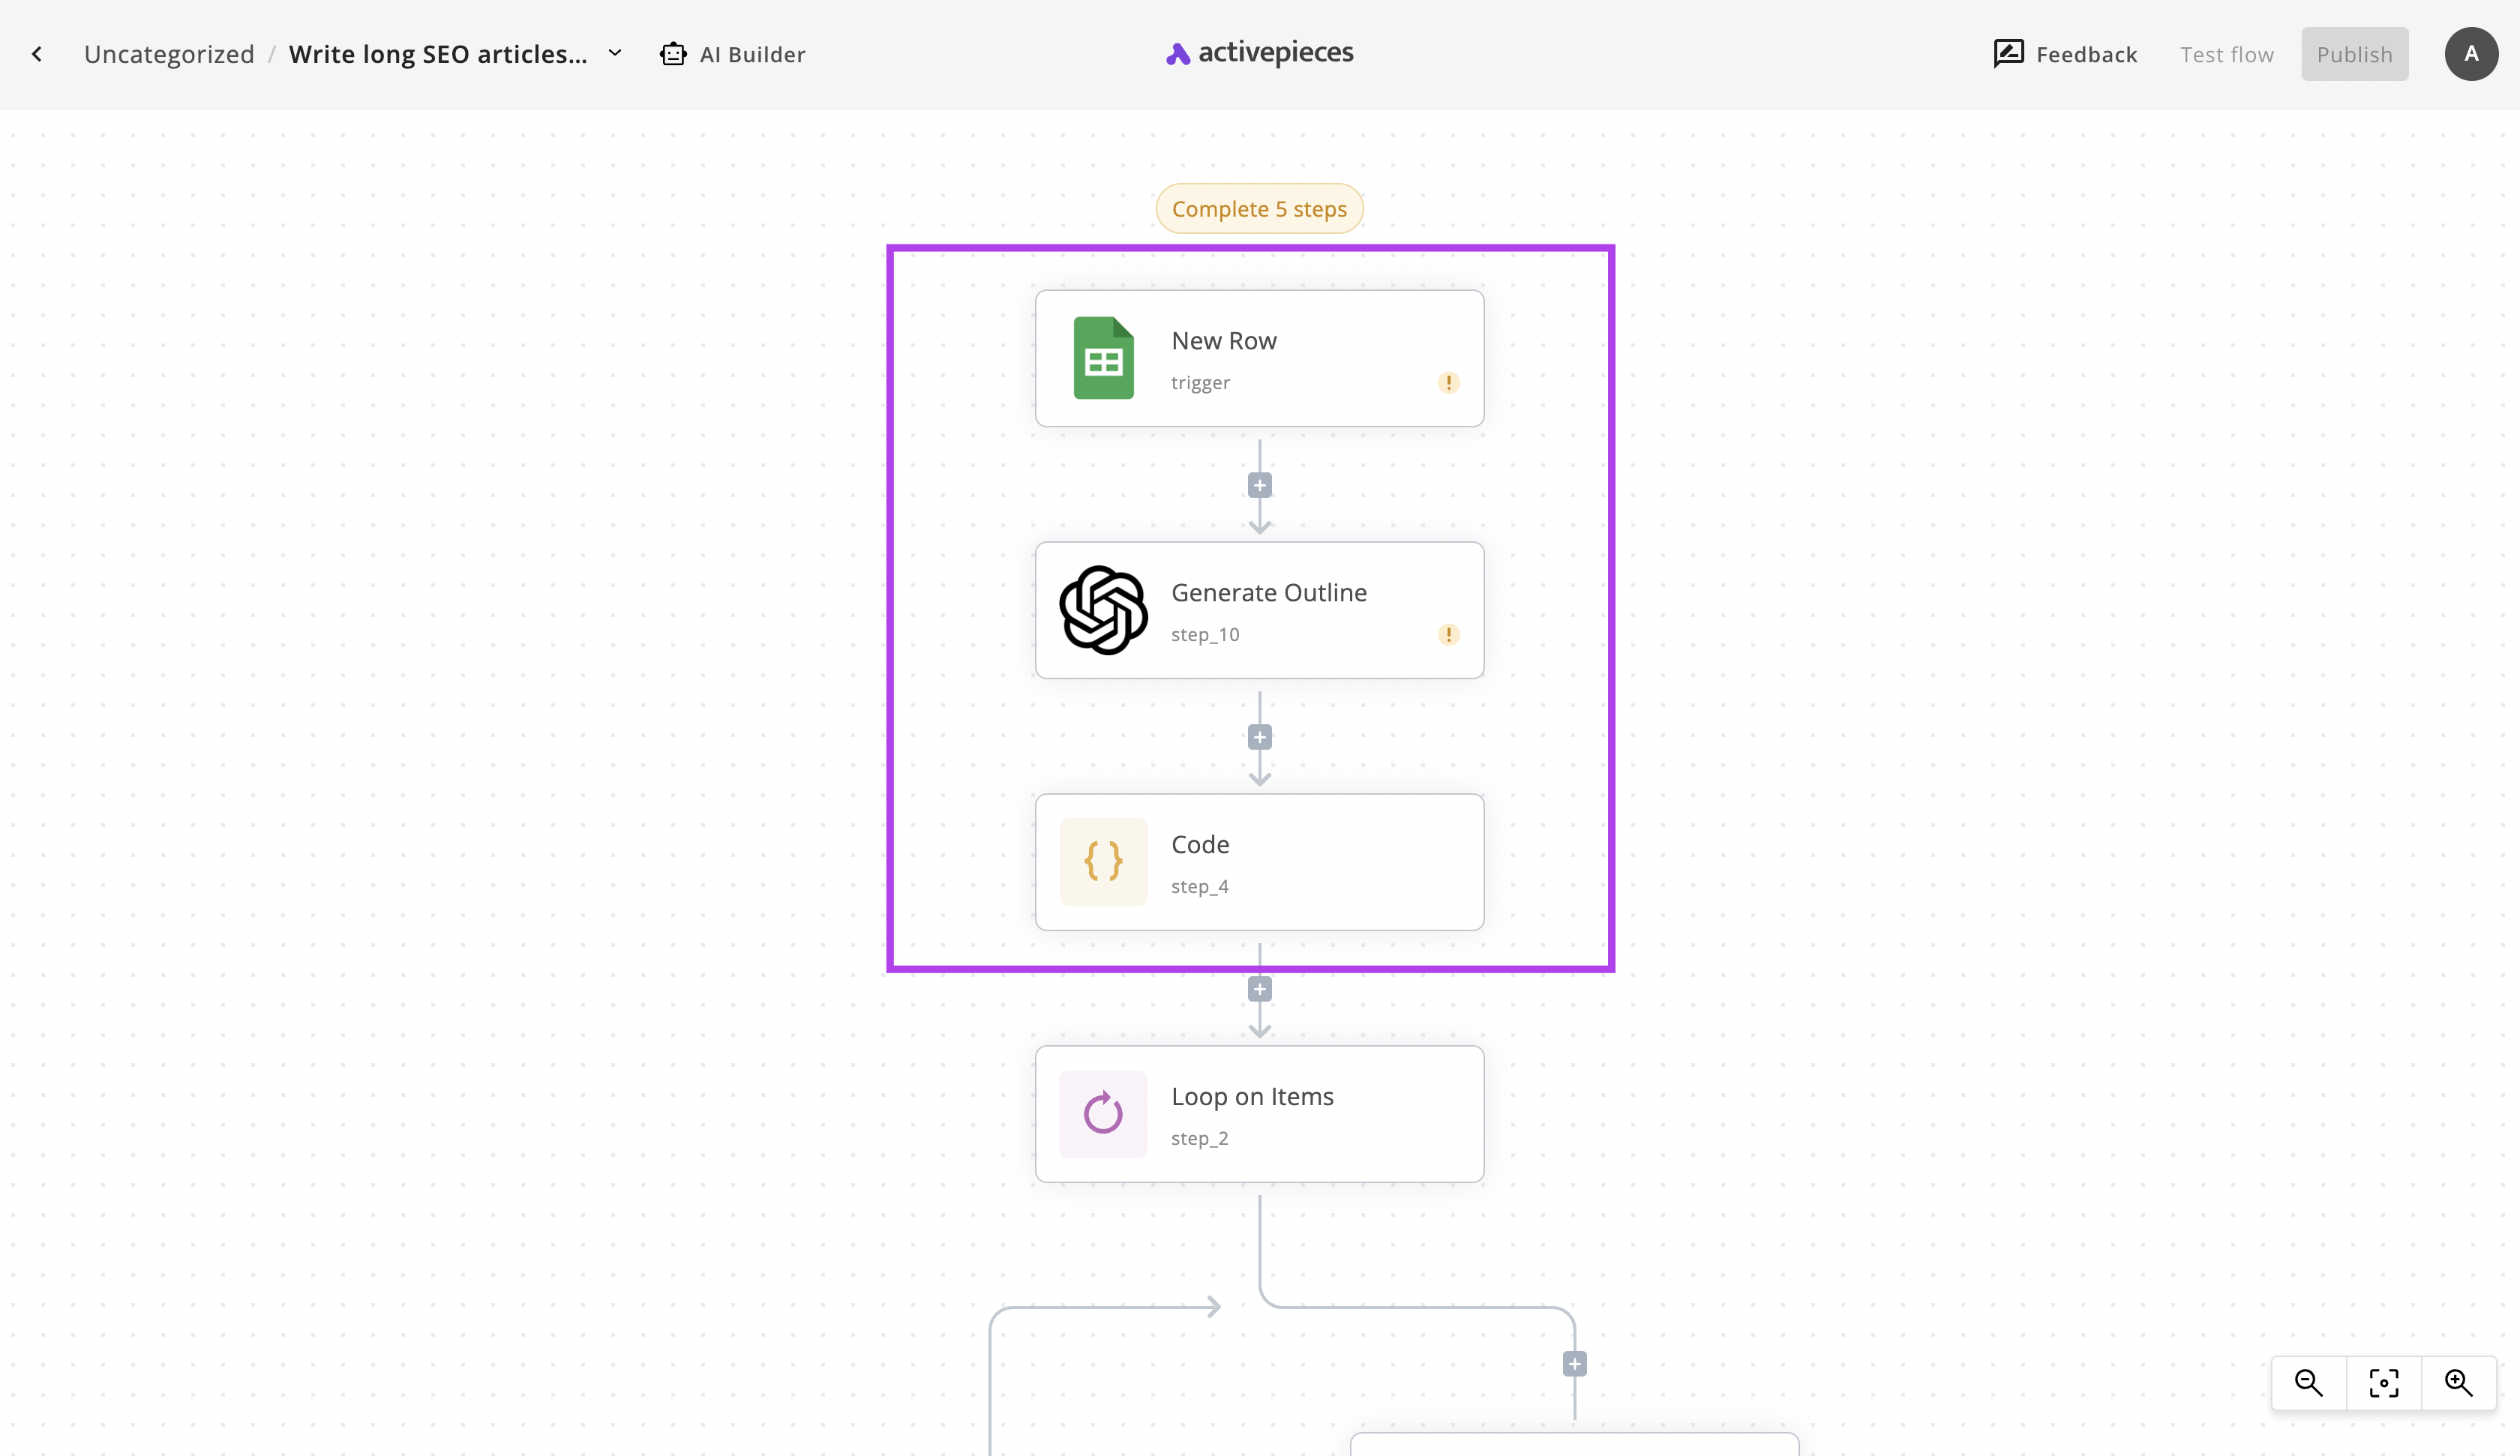 Uncategorized / Write long SEO articles... AI Builder activepieces Feedback Test flow Publish A
Complete 5 steps
New Row
trigger
Generate Outline
step_10
Code
step_4
Loop on Items
step_2